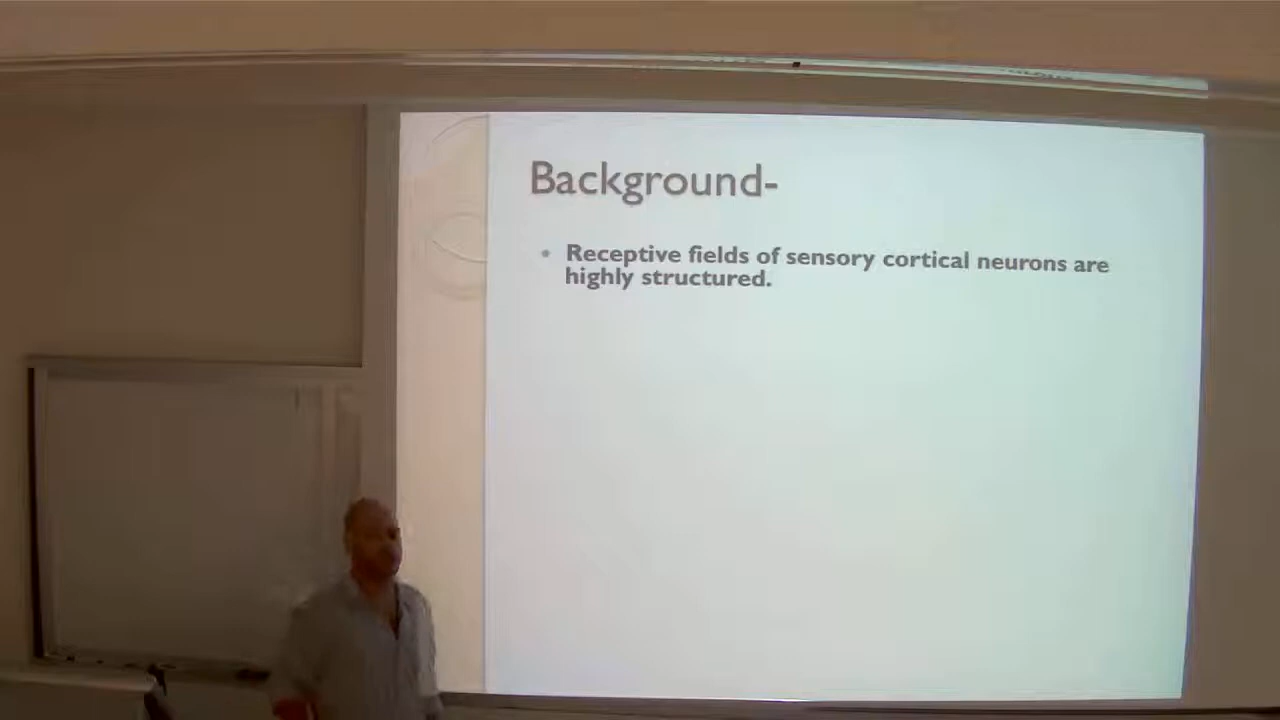 Background-
• Receptive fields of sensory cortical neurons are
highly structured.